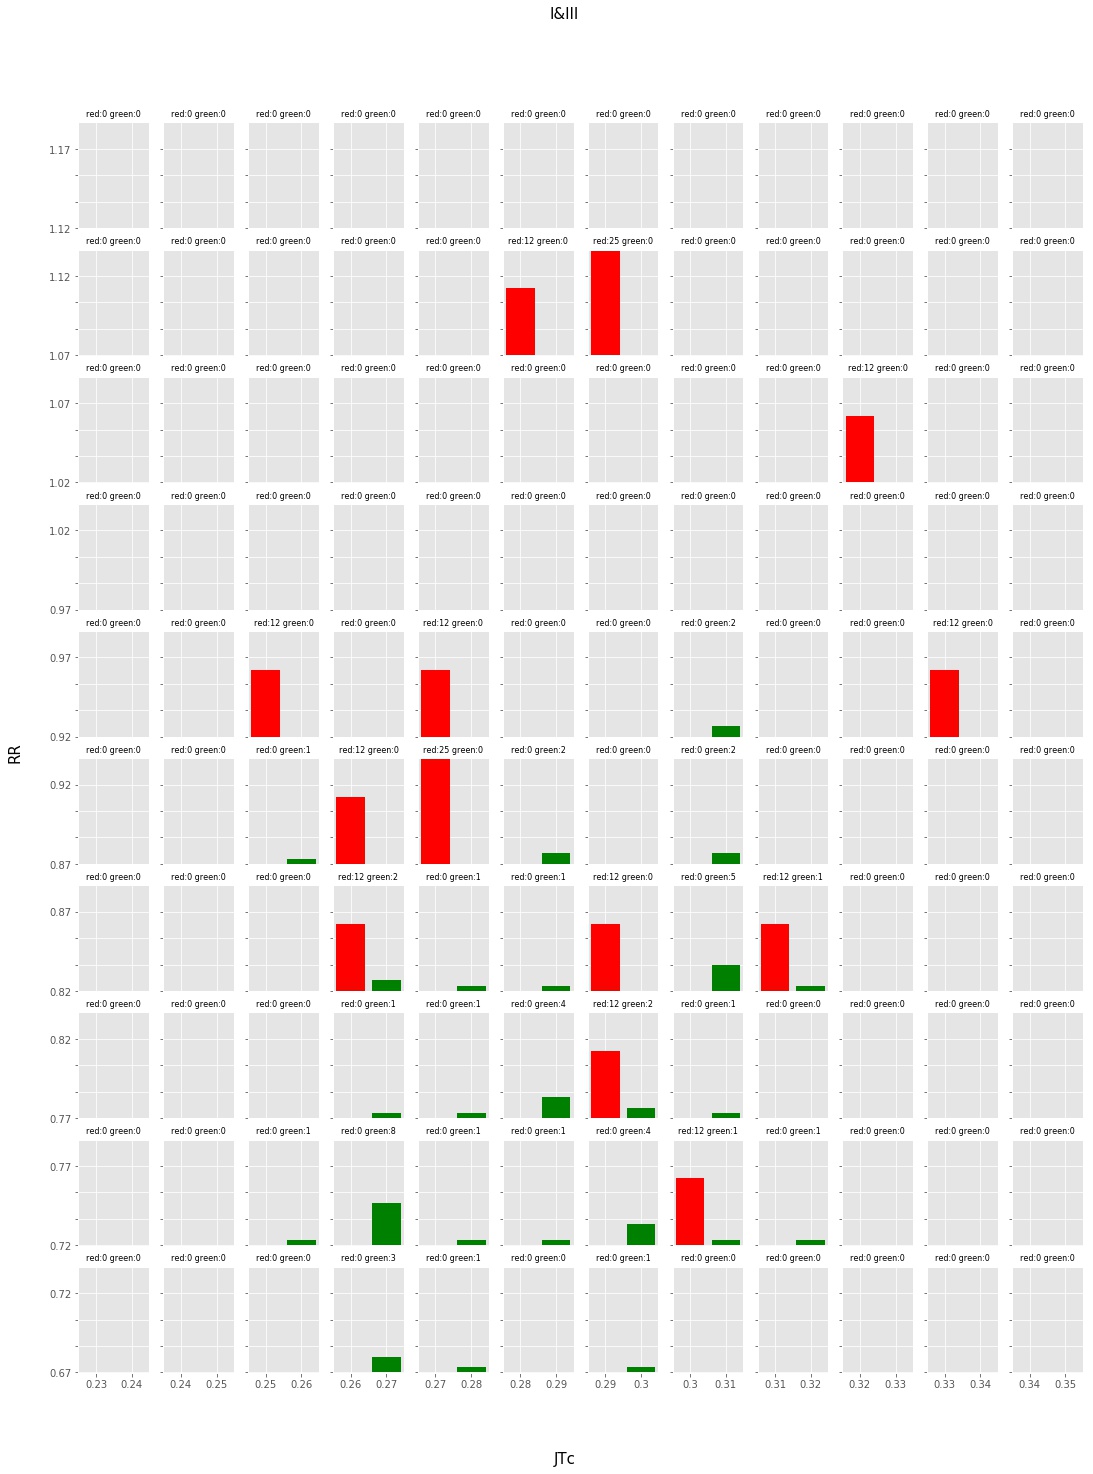 I&III
red:0 green:0 red:0 green:0 red:0 green:0 red:0 green:0 red:0 green:0 red:0 green:0 red:0 green:0 red:0 green:0 red:0 green:0 red:0 green:0 red:0 green:0 red:0 green:0
1.17
1.12
red:0 green:0 red:0 green:0 red:0 green:0 red:0 green:0 red:0 green:0 red:12 green:0 red:25 green:0 red:0 green:0 red:0 green:0 red:0 green:0 red:0 green:0 red:0 green:0
1.12
1.07
red:0 green:0 red:0 green:0 red:0 green:0 red:0 green:0 red:0 green:0 red:0 green:0 red:0 green:0 red:0 green:0 red:0 green:0 red:12 green:0 red:0 green:0 red:0 green:0
1.07
1.02
red:0 green:0 red:0 green:0 red:0 green:0 red:0 green:0 red:0 green:0 red:0 green:0 red:0 green:0 red:0 green:0 red:0 green:0 red:0 green:0 red:0 green:0 red:0 green:0
1.02
0.97
red:0 green:0 red:0 green:0 red:12 green:0 red:0 green:0 red:12 green:0 red:0 green:0 red:0 green:0 red:0 green:2 red:0 green:0 red:0 green:0 red:12 green:0 red:0 green:0
0.97
0.92
RR
red:0 green:0 red:0 green:0 red:0 green:1 red:12 green:0 red:25 green:0 red:0 green:2 red:0 green:0 red:0 green:2 red:0 green:0 red:0 green:0 red:0 green:0 red:0 green:0
0.92
0.87
red:0 green:0 red:0 green:0 red:0 green:0 red:12 green:2 red:0 green:1 red:0 green:1 red:12 green:0 red:0 green:5 red:12 green:1 red:0 green:0 red:0 green:0 red:0 green:0
0.87
0.82
red:0 green:0 red:0 green:0 red:0 green:0 red:0 green:1 red:0 green:1 red:0 green:4 red:12 green:2 red:0 green:1 red:0 green:0 red:0 green:0 red:0 green:0 red:0 green:0
0.82
0.77
red:0 green:0 red:0 green:0 red:0 green:1 red:0 green:8 red:0 green:1 red:0 green:1 red:0 green:4 red:12 green:1 red:0 green:1 red:0 green:0 red:0 green:0 red:0 green:0
0.77
0.72
red:0 green:0 red:0 green:0 red:0 green:0 red:0 green:3 red:0 green:1 red:0 green:0 red:0 green:1 red:0 green:0 red:0 green:0 red:0 green:0 red:0 green:0 red:0 green:0
0.72
0.67
0.23 0.24 0.24 0.25 0.25 0.26 0.26 0.27 0.27 0.28 0.28 0.29 0.29 0.3 0.3 0.31 0.31 0.32 0.32 0.33 0.33 0.34 0.34 0.35
JTc